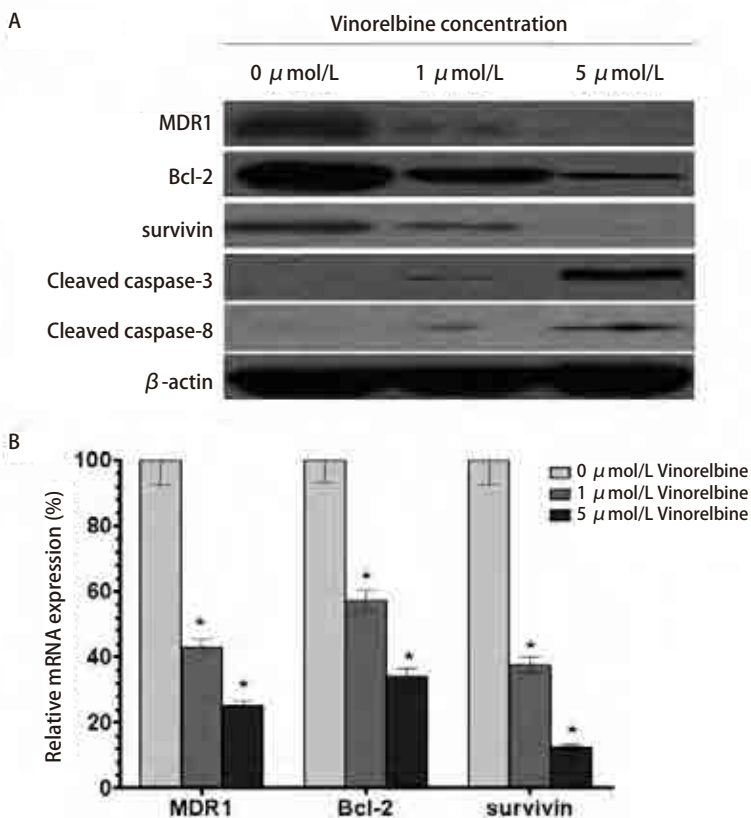 A
Vinorelbine concentration
0 μmol/L 1 μmol/L 5 μmol/L
MDR1
Bcl-2
survivin
Cleaved caspase-3
Cleaved caspase-8
β-actin
B
Relative mRNA expression (%)
100
80
60
40
20
0
* * * * * *
MDR1 Bcl-2 survivin
0 μmol/L Vinorelbine
1 μmol/L Vinorelbine
5 μmol/L Vinorelbine